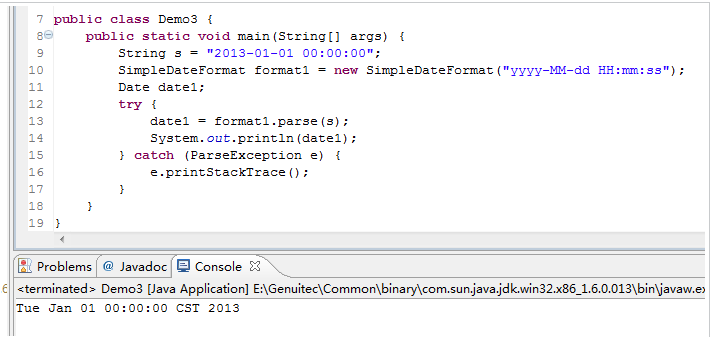 7 public class Demo3 {
8 public static void main(String[] args) {
9 String s = "2013-01-01 00:00:00";
10 SimpleDateFormat format1 = new SimpleDateFormat("yyyy-MM-dd HH:mm:ss");
11 Date date1;
12 try {
13 date1 = format1.parse(s);
14 System.out.println(date1);
15 } catch (ParseException e) {
16 e.printStackTrace();
17 }
18 }
19 }
Problems @ Javadoc Console
<terminated> Demo3 [Java Application] E:\Genuitec\Common\binary\com.sun.java.jdk.win32.x86_1.6.0.013\bin\javaw.ex
Tue Jan 01 00:00:00 CST 2013